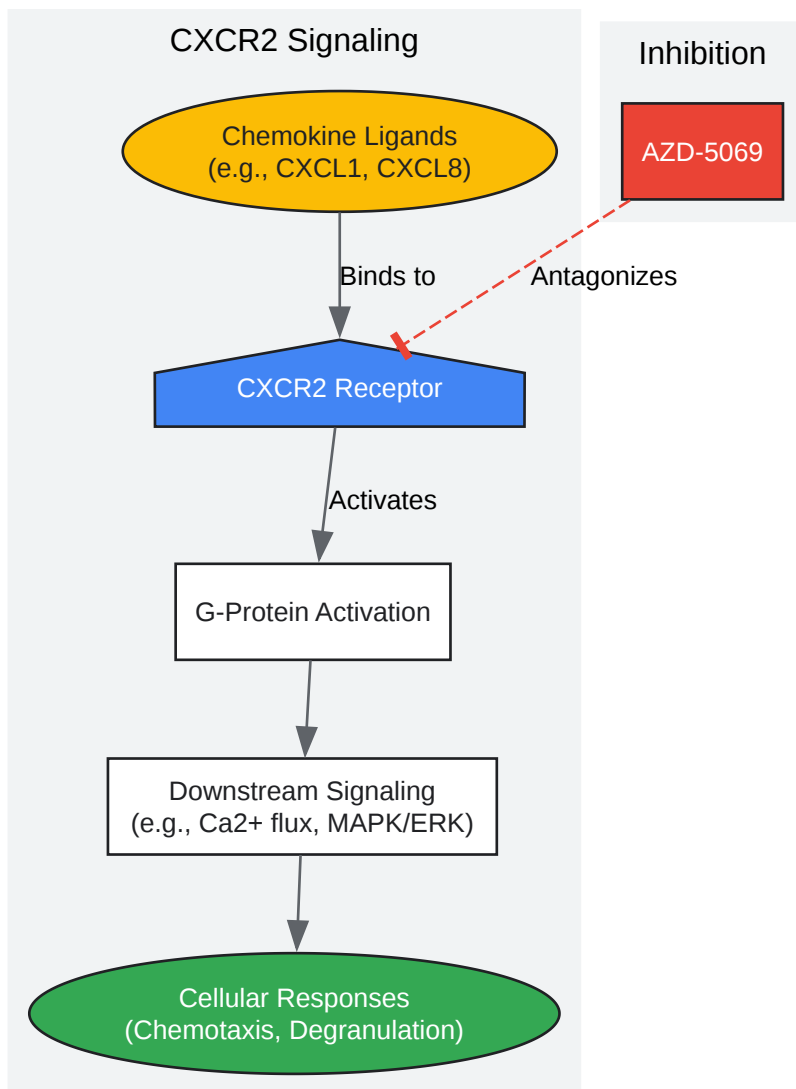 CXCR2 Signaling
Inhibition
Chemokine Ligands
(e.g., CXCL1, CXCL8)
AZD-5069
Binds to
Antagonizes
CXCR2 Receptor
Activates
G-Protein Activation
Downstream Signaling
(e.g., Ca2+ flux, MAPK/ERK)
Cellular Responses
(Chemotaxis, Degranulation)